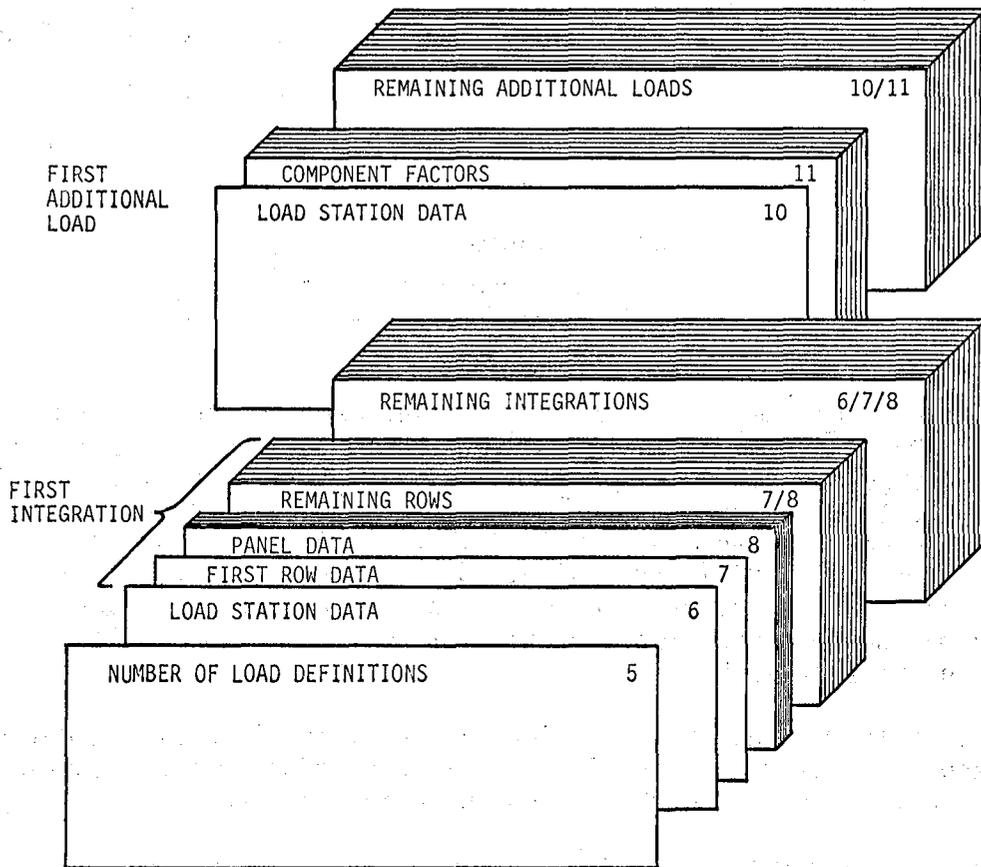 REMAINING ADDITIONAL LOADS 10/11
FIRST
ADDITIONAL
LOAD
COMPONENT FACTORS 11
LOAD STATION DATA 10
REMAINING INTEGRATIONS 6/7/8
FIRST
INTEGRATION
REMAINING ROWS 7/8
PANEL DATA 8
FIRST ROW DATA 7
LOAD STATION DATA 6
NUMBER OF LOAD DEFINITIONS 5